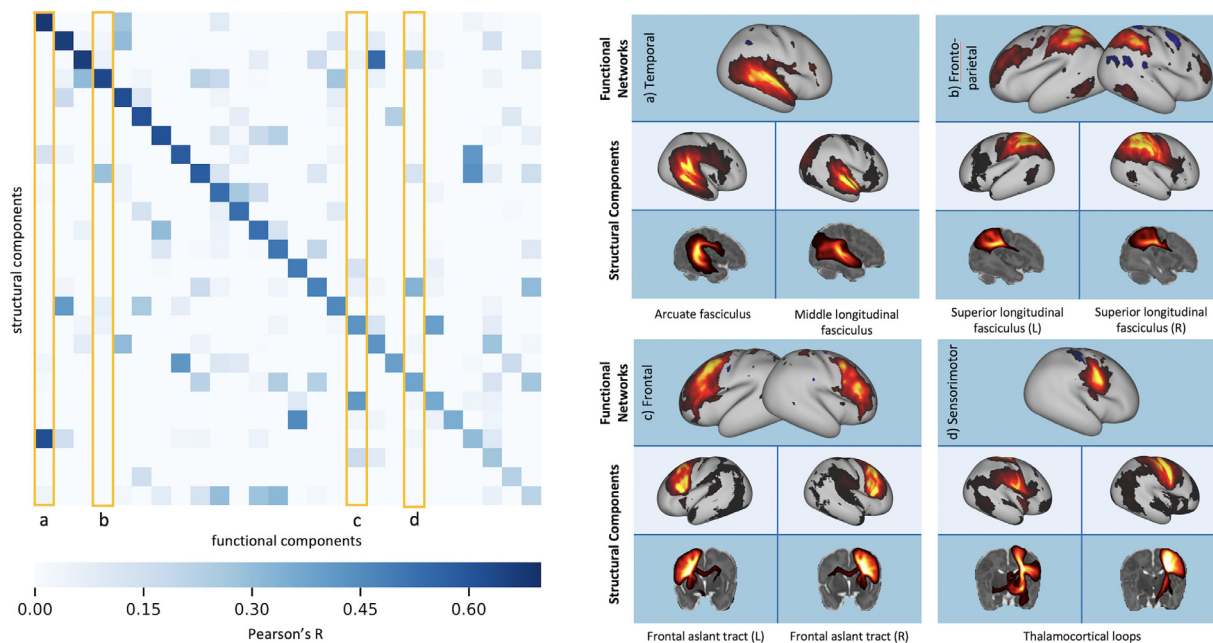 structural components
a
b
c
d
functional components
0.00
0.15
0.30
0.45
0.60
Pearson's R
Functional
Networks
a) Temporal
b) Fronto-
parietal
Structural Components
Arcuate fasciculus
Middle longitudinal
fasciculus
Superior longitudinal
fasciculus (L)
Superior longitudinal
fasciculus (R)
Functional
Networks
c) Frontal
d) Sensorimotor
Structural Components
Frontal aslant tract (L)
Frontal aslant tract (R)
Thalamocortical loops